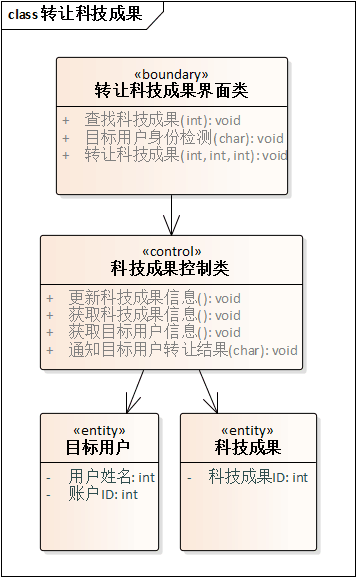 class 转让科技成果
«boundary»
转让科技成果界面类
+ 查找科技成果(int): void
+ 目标用户身份检测(char): void
+ 转让科技成果(int, int, int): void
«control»
科技成果控制类
+ 更新科技成果信息(): void
+ 获取科技成果信息(): void
+ 获取目标用户信息(): void
+ 通知目标用户转让结果(char): void
«entity»
目标用户
- 用户姓名: int
- 账户ID: int
«entity»
科技成果
- 科技成果ID: int